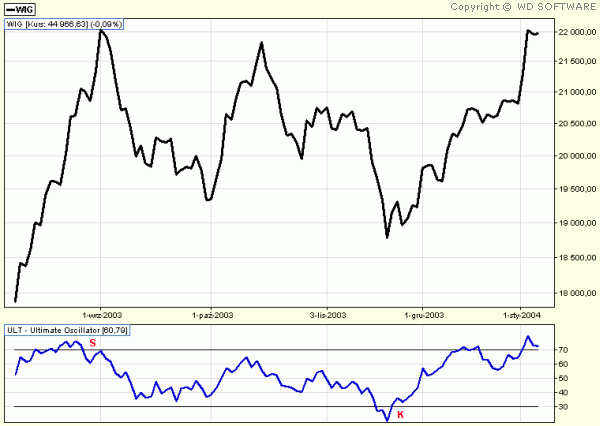 Copyright © WD SOFTWARE
WIG
WIG [Kurs: 44 966,63] (-0,09%)
22 000,00
21 500,00
21 000,00
20 500,00
20 000,00
19 500,00
19 000,00
18 500,00
18 000,00
1-wrz-2003
1-paź-2003
3-lis-2003
1-gru-2003
1-sty-2004
ULT - Ultimate Oscillator [60,79]
S
70
60
50
40
30
K